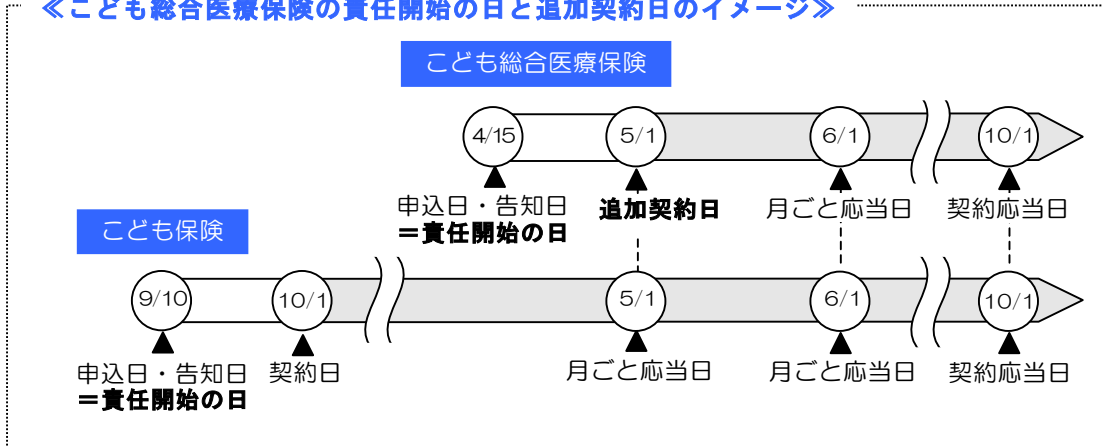 ≪こども総合医療保険の責任開始の日と追加契約日のイメージ≫
こども総合医療保険
4/15
5/1
6/1
10/1
申込日・告知日
＝責任開始の日
追加契約日
月ごと応当日
契約応当日
こども保険
9/10
10/1
5/1
6/1
10/1
申込日・告知日
＝責任開始の日
契約日
月ごと応当日
月ごと応当日
契約応当日